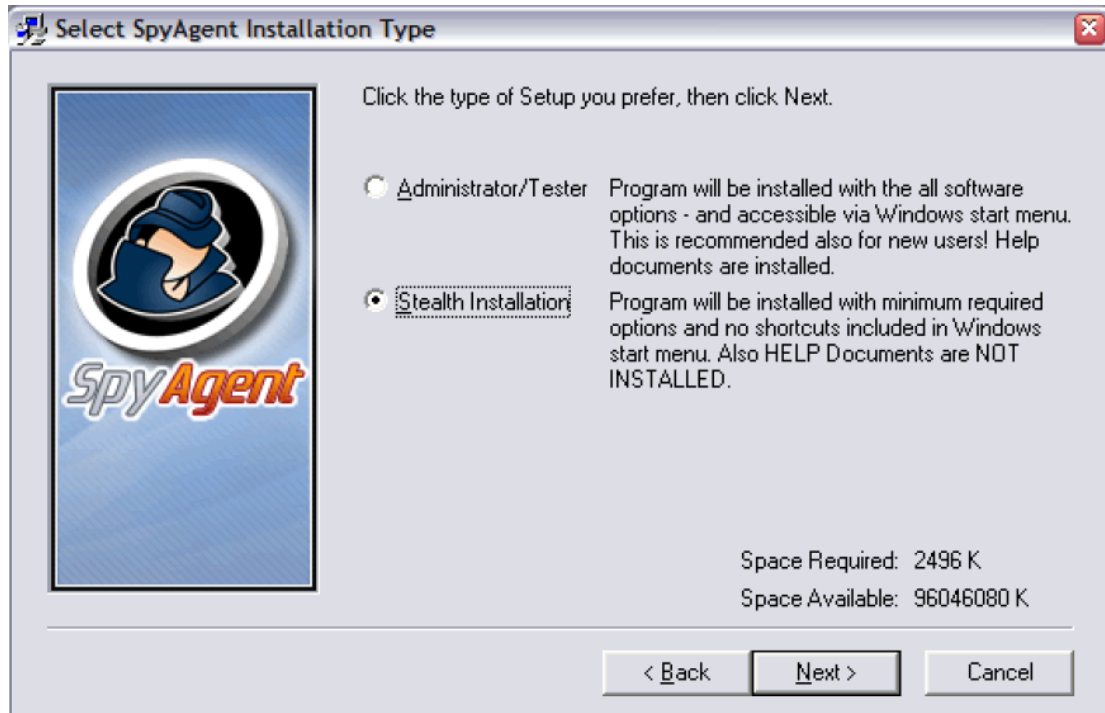 Select SpyAgent Installation Type
Click the type of Setup you prefer, then click Next.
Administrator/Tester
Program will be installed with the all software
options - and accessible via Windows start menu.
This is recommended also for new users! Help
documents are installed.
Stealth Installation
Program will be installed with minimum required
options and no shortcuts included in Windows
start menu. Also HELP Documents are NOT
INSTALLED.
SpyAgent
Space Required: 2496 K
Space Available: 96046080 K
< Back
Next >
Cancel